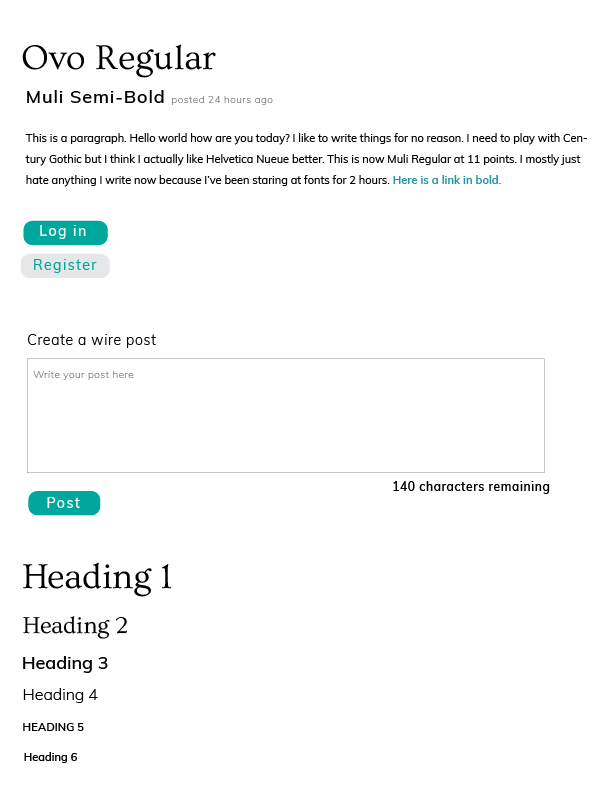 Ovo Regular
Muli Semi-Bold posted 24 hours ago
This is a paragraph. Hello world how are you today? I like to write things for no reason. I need to play with Cen-
tury Gothic but I think I actually like Helvetica Nueue better. This is now Muli Regular at 11 points. I mostly just
hate anything I write now because I've been staring at fonts for 2 hours. Here is a link in bold.
Log in
Register
Create a wire post
Write your post here
140 characters remaining
Post
Heading 1
Heading 2
Heading 3
Heading 4
HEADING 5
Heading 6